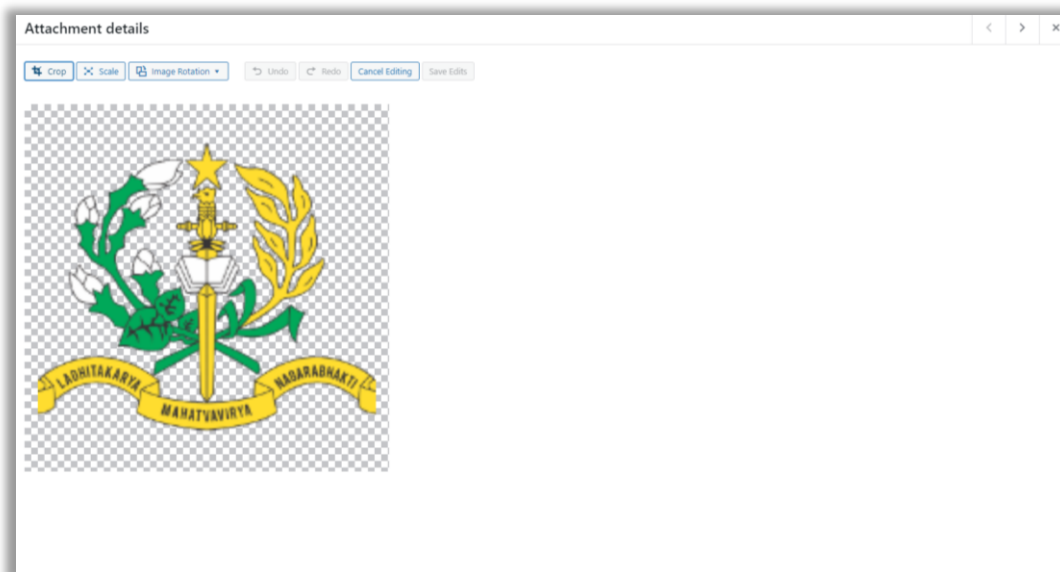 Attachment details
Crop Scale Image Rotation Undo Redo Cancel Editing Save Edits
LADHITAKARYA MAHATVAVIRYA NAGARABHAKTI